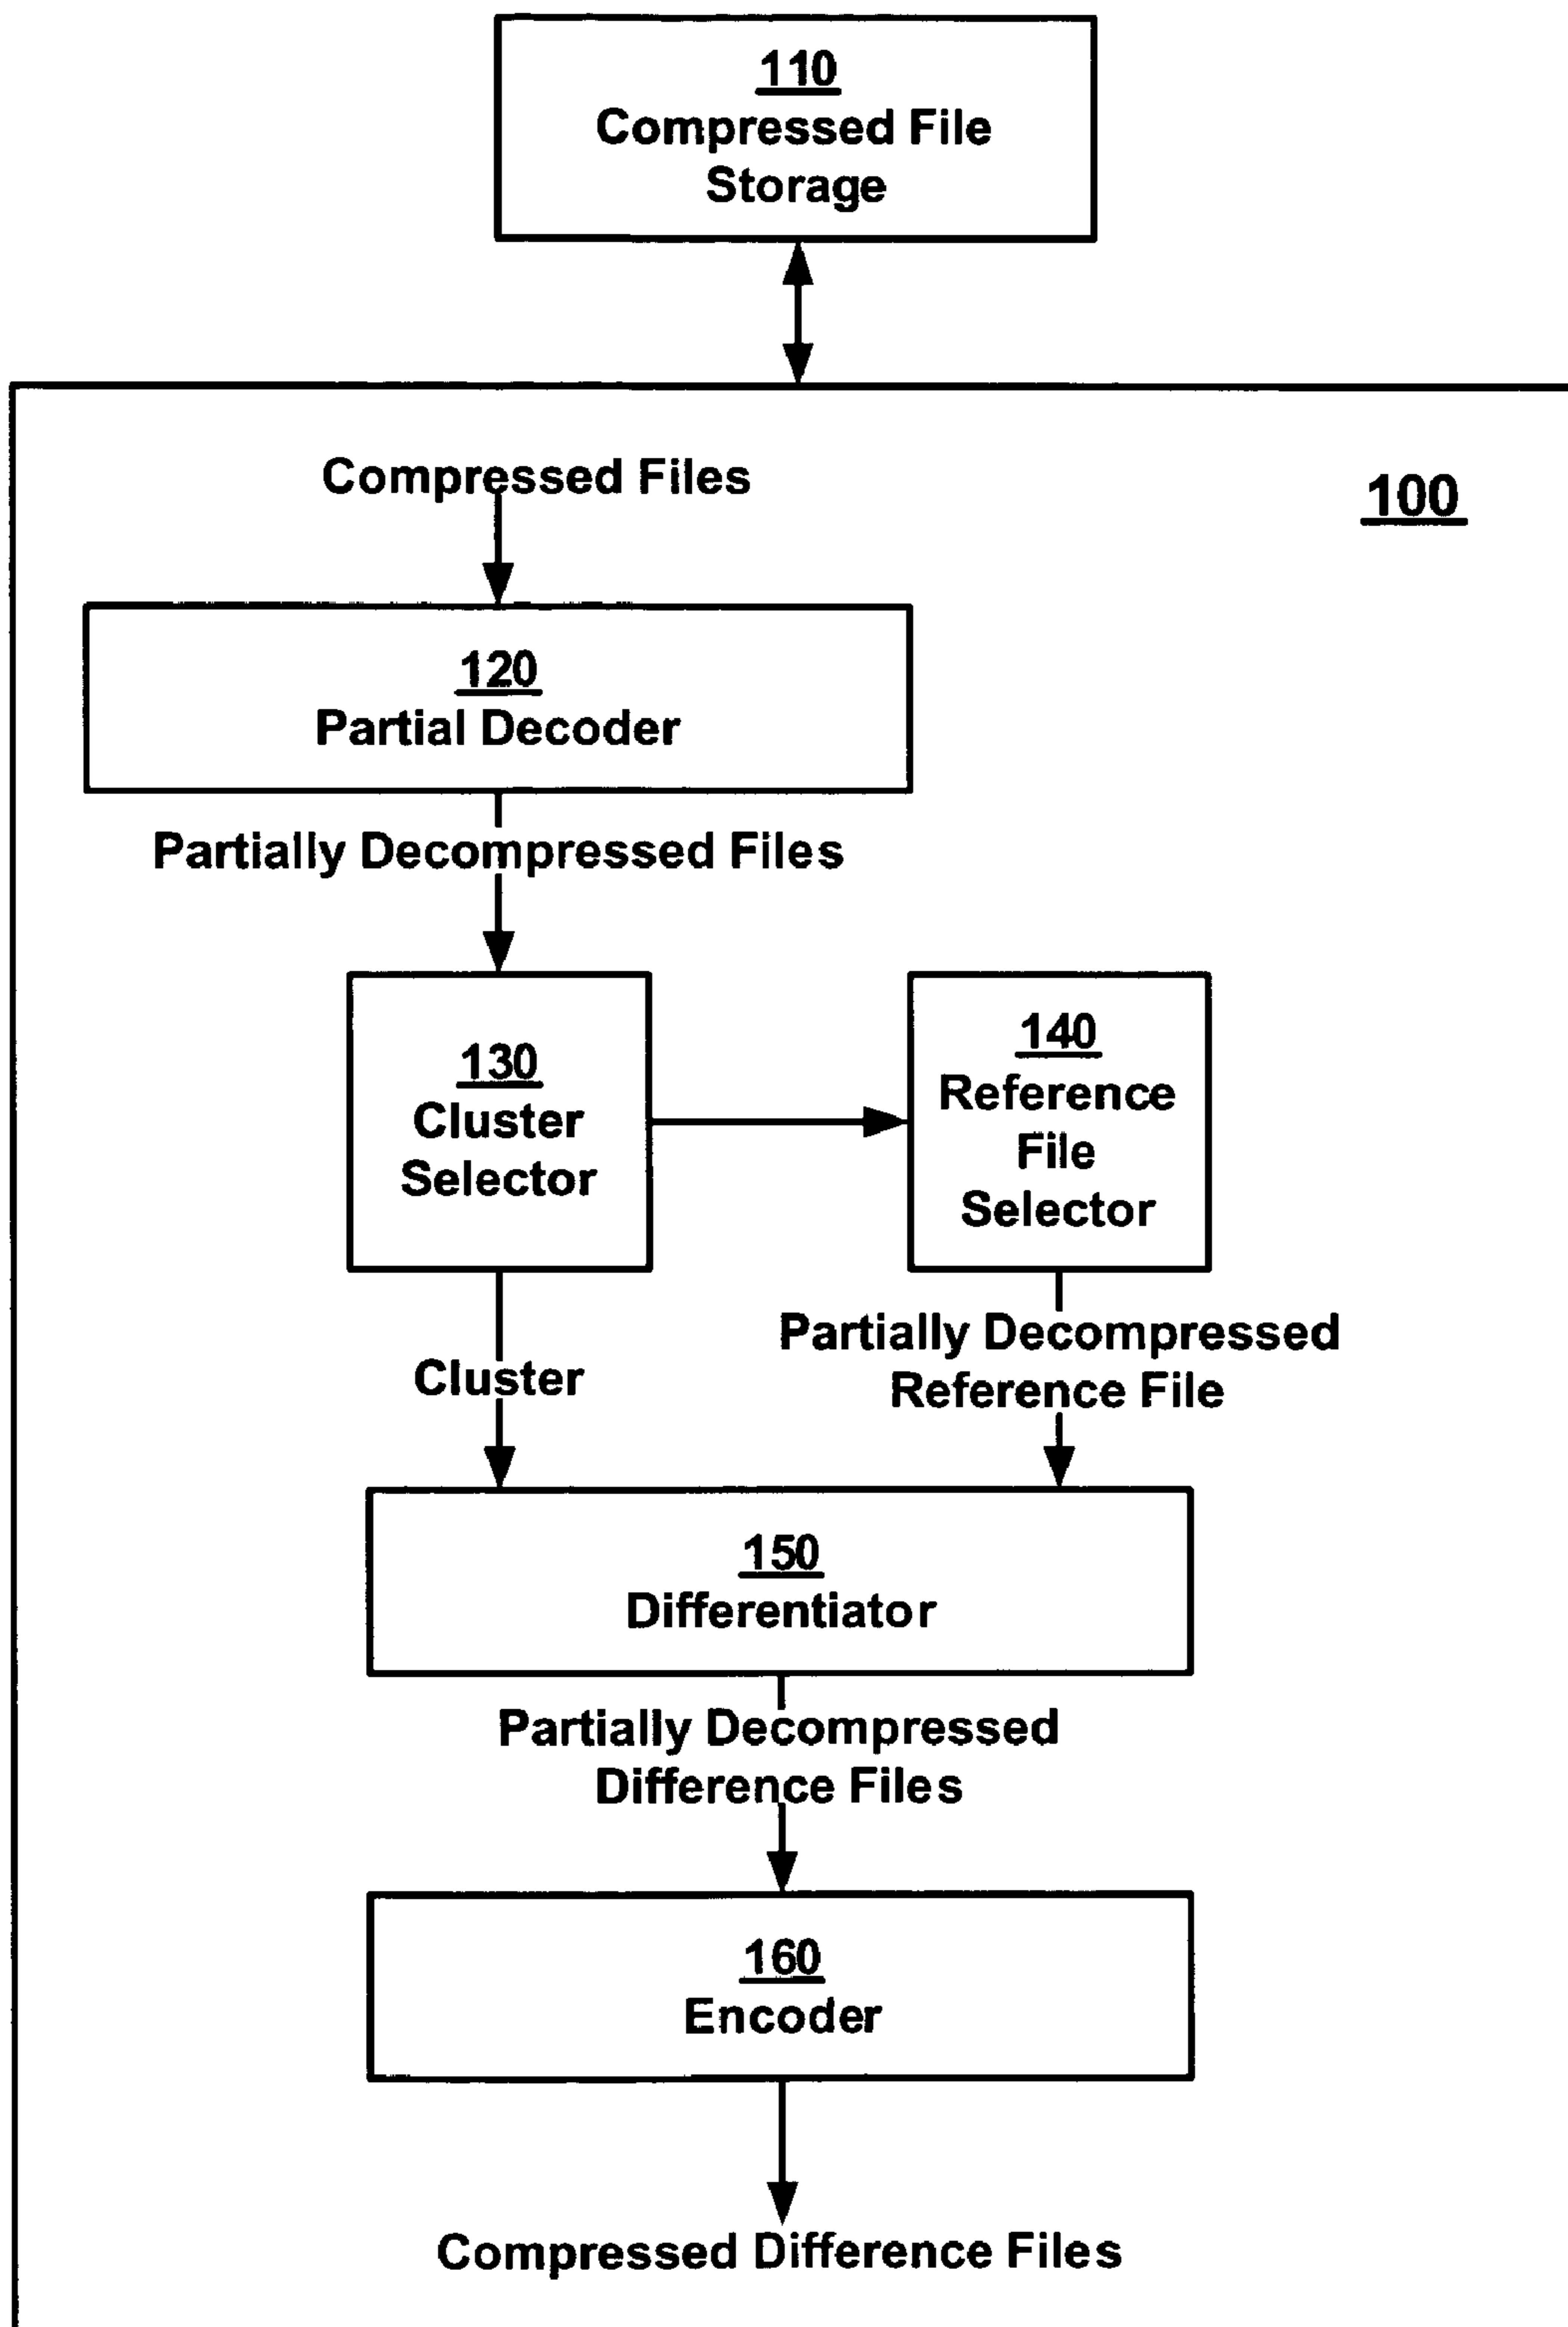 110
Compressed File
Storage
Compressed Files
100
120
Partial Decoder
Partially Decompressed Files
130
Cluster
Selector
140
Reference
File
Selector
Cluster
Partially Decompressed
Reference File
150
Differentiator
Partially Decompressed
Difference Files
160
Encoder
Compressed Difference Files